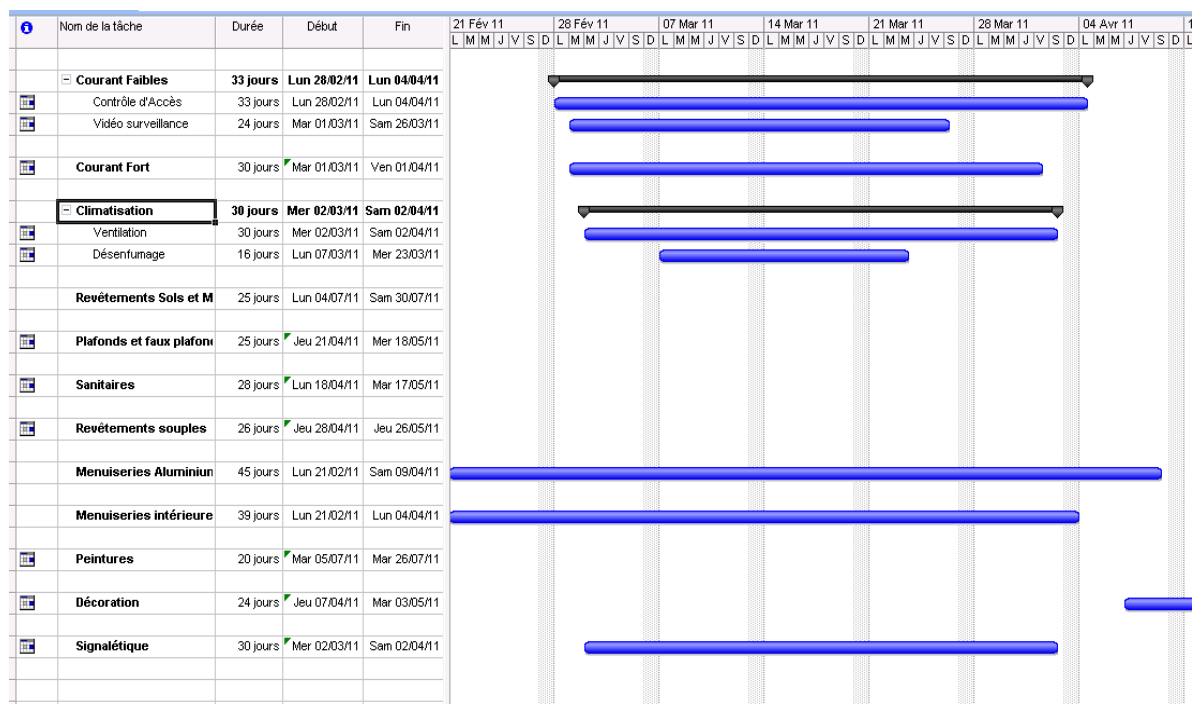 Nom de la tâche Durée Début Fin 21 Fév 11 28 Fév 11 07 Mar 11 14 Mar 11 21 Mar 11 28 Mar 11 04 Avr 11 1
L M M J V S D L M M J V S D L M M J V S D L M M J V S D L M M J V S D L M M J V S D L M M J V S D L
Courant Faibles 33 jours Lun 28/02/11 Lun 04/04/11
Contrôle d'Accès 33 jours Lun 28/02/11 Lun 04/04/11
Vidéo surveillance 24 jours Mar 01/03/11 Sam 26/03/11
Courant Fort 30 jours Mar 01/03/11 Ven 01/04/11
Climatisation 30 jours Mer 02/03/11 Sam 02/04/11
Ventilation 30 jours Mer 02/03/11 Sam 02/04/11
Désenfumage 16 jours Lun 07/03/11 Mer 23/03/11
Revêtements Sols et M 25 jours Lun 04/07/11 Sam 30/07/11
Plafonds et faux plafon 25 jours Jeu 21/04/11 Mer 18/05/11
Sanitaires 28 jours Lun 18/04/11 Mar 17/05/11
Revêtements souples 26 jours Jeu 28/04/11 Jeu 26/05/11
Menuiseries Aluminiun 45 jours Lun 21/02/11 Sam 09/04/11
Menuiseries intérieure 39 jours Lun 21/02/11 Lun 04/04/11
Peintures 20 jours Mar 05/07/11 Mar 26/07/11
Décoration 24 jours Jeu 07/04/11 Mar 03/05/11
Signalétique 30 jours Mer 02/03/11 Sam 02/04/11